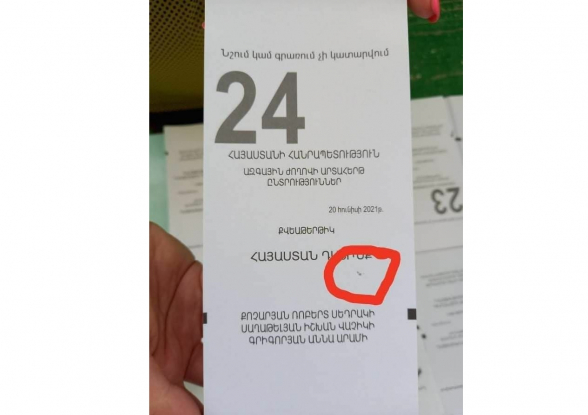 Նշում կամ գրառում չի կատարվում
24
ՀԱՅԱՍՏԱՆԻ ՀԱՆՐԱՊԵՏՈՒԹՅՈՒՆ
ԱԶԳԱՅԻՆ ԺՈՂՈՎԻ ԱՐՏԱՀԵՐԹ
ԸՆՏՐՈՒԹՅՈՒՆՆԵՐ
20 հունիսի 2021թ.
ՔՎԵԱԹԵՐԹԻԿ
ՀԱՅԱՍՏԱՆ
ՔՈՉԱՐՅԱՆ ՌՈԲԵՐՏ ՍԵԴՐԱԿԻ
ՍԱՂԱԹԵԼՅԱՆ ԻՇԽԱՆ ՎԱՉԻԿԻ
ԳՐԻԳՈՐՅԱՆ ԱՆՆԱ ԱՐԱՄԻ
23